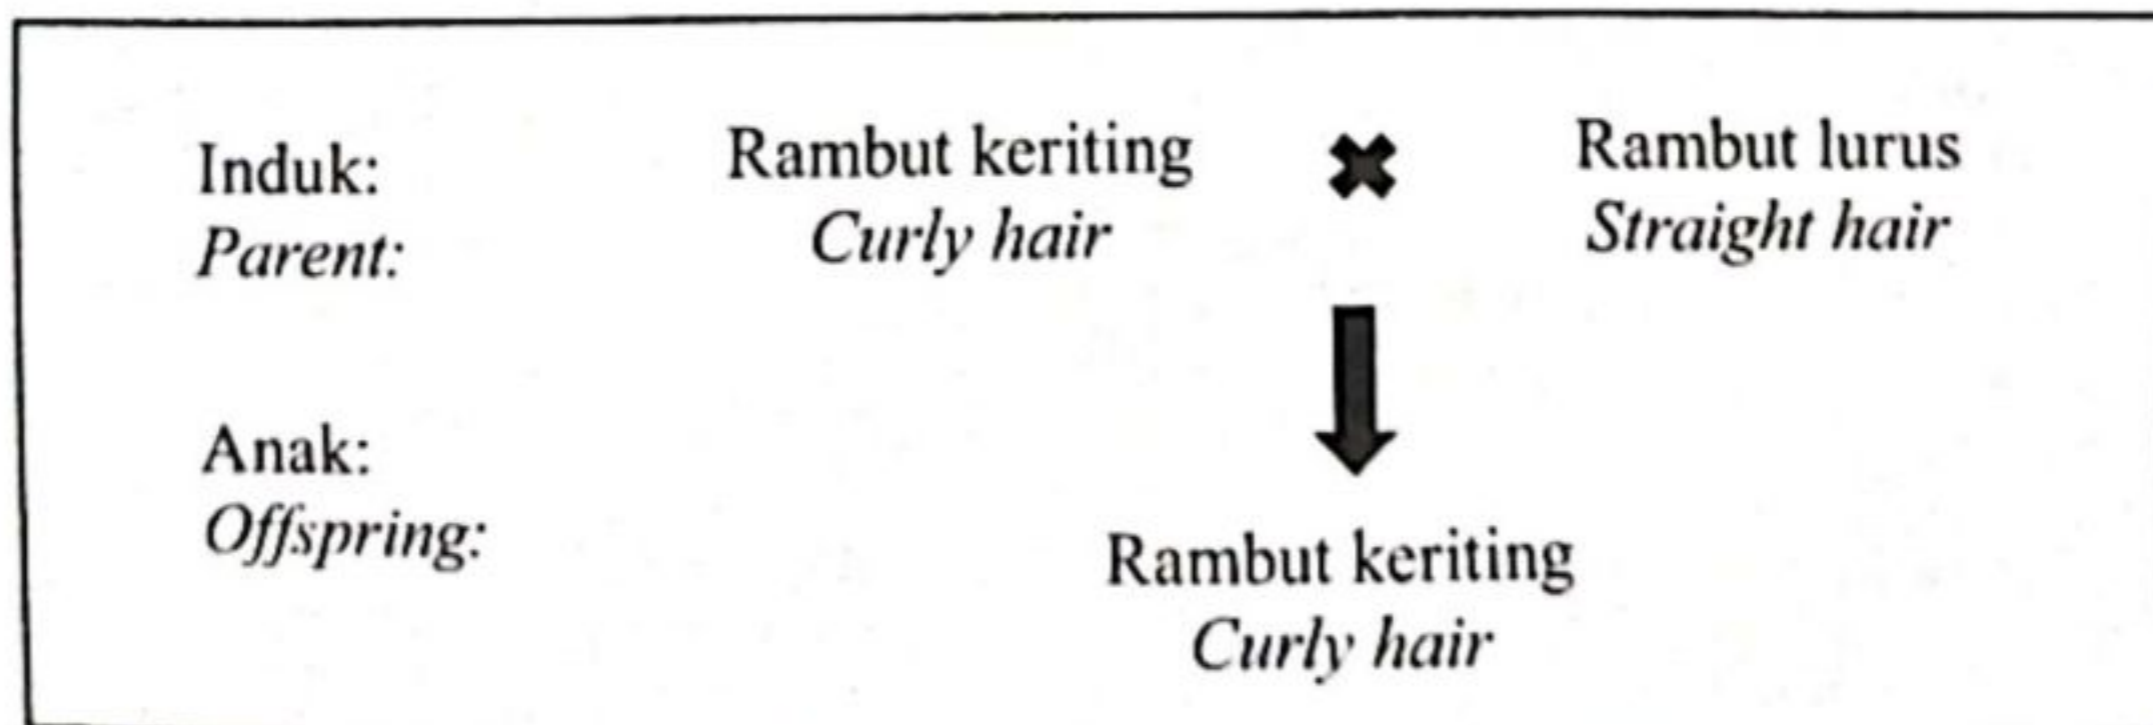 Induk:
Parent:
Rambut keriting
Curly hair
Rambut lurus
Straight hair
Anak:
Offspring:
Rambut keriting
Curly hair